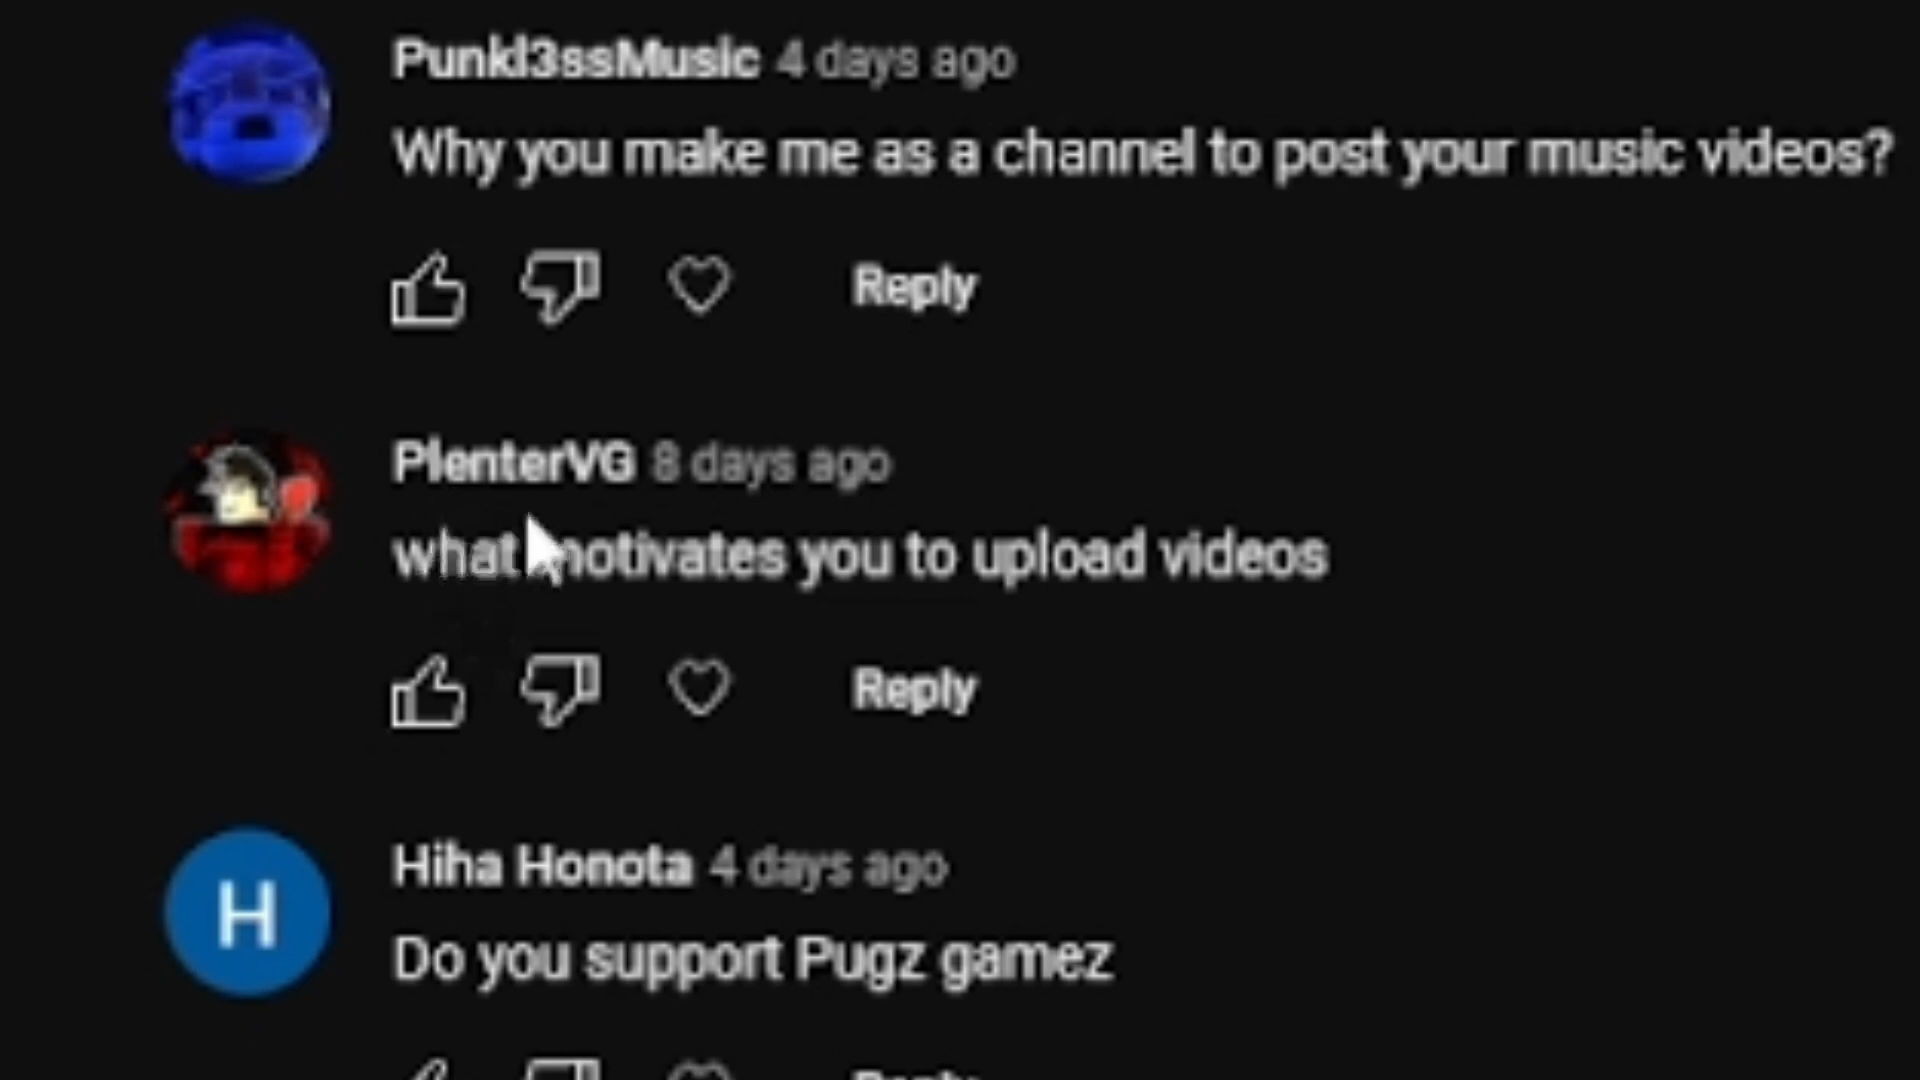 Punkl3ssMusic 4 days ago
Why you make me as a channel to post your music videos?
Reply
PlenterVG 8 days ago
what motivates you to upload videos
Reply
H
Hiha Honota 4 days ago
Do you support Pugz gamez
Reply